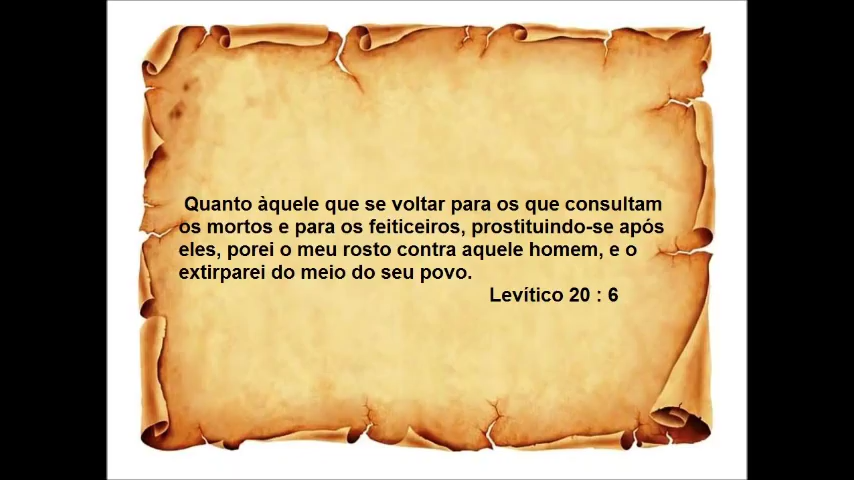 Quanto àquele que se voltar para os que consultam
os mortos e para os feiticeiros, prostituindo-se após
eles, porei o meu rosto contra aquele homem, e o
extirparei do meio do seu povo.
Levítico 20 : 6